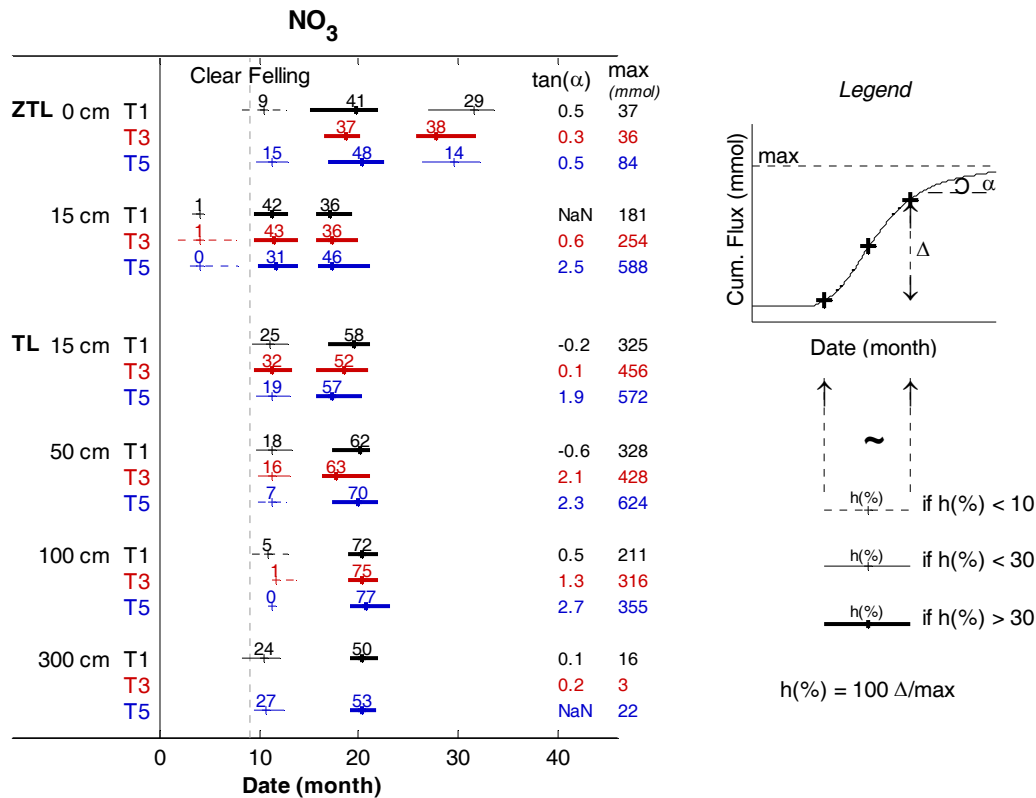 NO3
Clear Felling tan(α) max
(mmol)
ZTL 0 cm T1 9 41 29 0.5 37
T3 37 38 0.3 36
T5 15 48 14 0.5 84
15 cm T1 1 42 36 NaN 181
T3 1 43 36 0.6 254
T5 0 31 46 2.5 588
TL 15 cm T1 25 58 -0.2 325
T3 32 52 0.1 456
T5 19 57 1.9 572
50 cm T1 18 62 -0.6 328
T3 16 63 2.1 428
T5 7 70 2.3 624
100 cm T1 5 72 0.5 211
T3 1 75 1.3 316
T5 0 77 2.7 355
300 cm T1 24 50 0.1 16
T3 0.2 3
T5 27 53 NaN 22
0 10 20 30 40
Date (month)
Legend
max
α
Δ
Cum. Flux (mmol)
Date (month)
~
h(%) if h(%) < 10
h(%) if h(%) < 30
h(%) if h(%) > 30
h(%) = 100 Δ/max